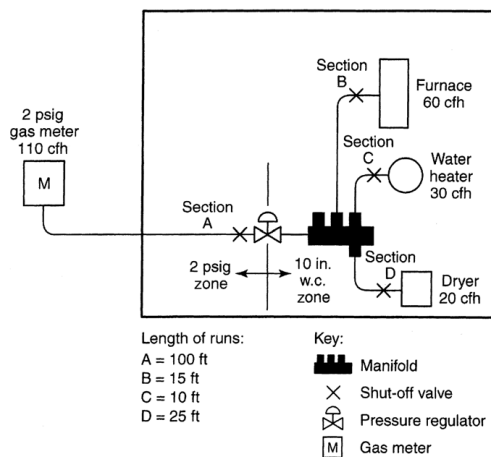 2 psig
gas meter
110 cfh
M
Section
B
Furnace
60 cfh
Section
C
Water
heater
30 cfh
Section
A
2 psig
zone
10 in.
w.c.
zone
Section
D
Dryer
20 cfh
Length of runs:
A = 100 ft
B = 15 ft
C = 10 ft
D = 25 ft
Key:
Manifold
Shut-off valve
Pressure regulator
M
Gas meter